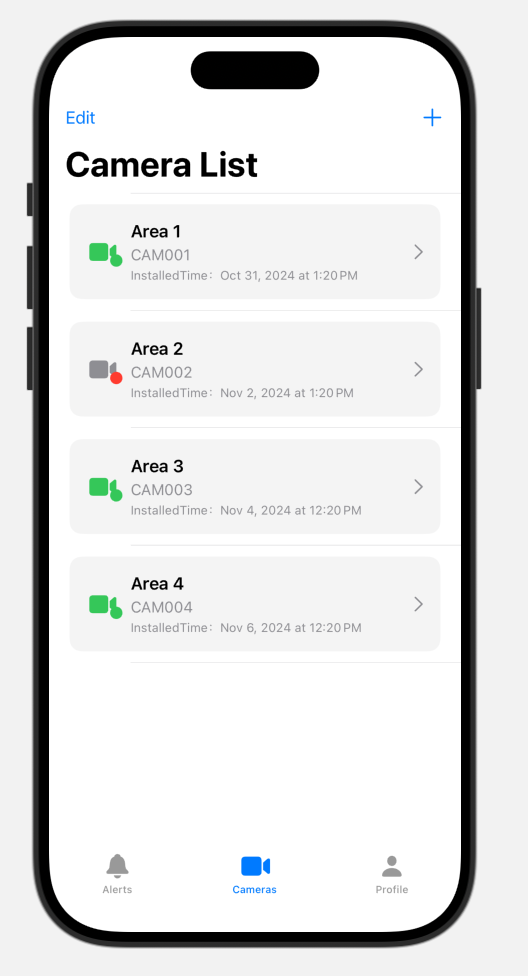 Edit
Camera List
Area 1
CAM001
InstalledTime: Oct 31, 2024 at 1:20 PM
Area 2
CAM002
InstalledTime: Nov 2, 2024 at 1:20 PM
Area 3
CAM003
InstalledTime: Nov 4, 2024 at 12:20 PM
Area 4
CAM004
InstalledTime: Nov 6, 2024 at 12:20 PM
Alerts
Cameras
Profile